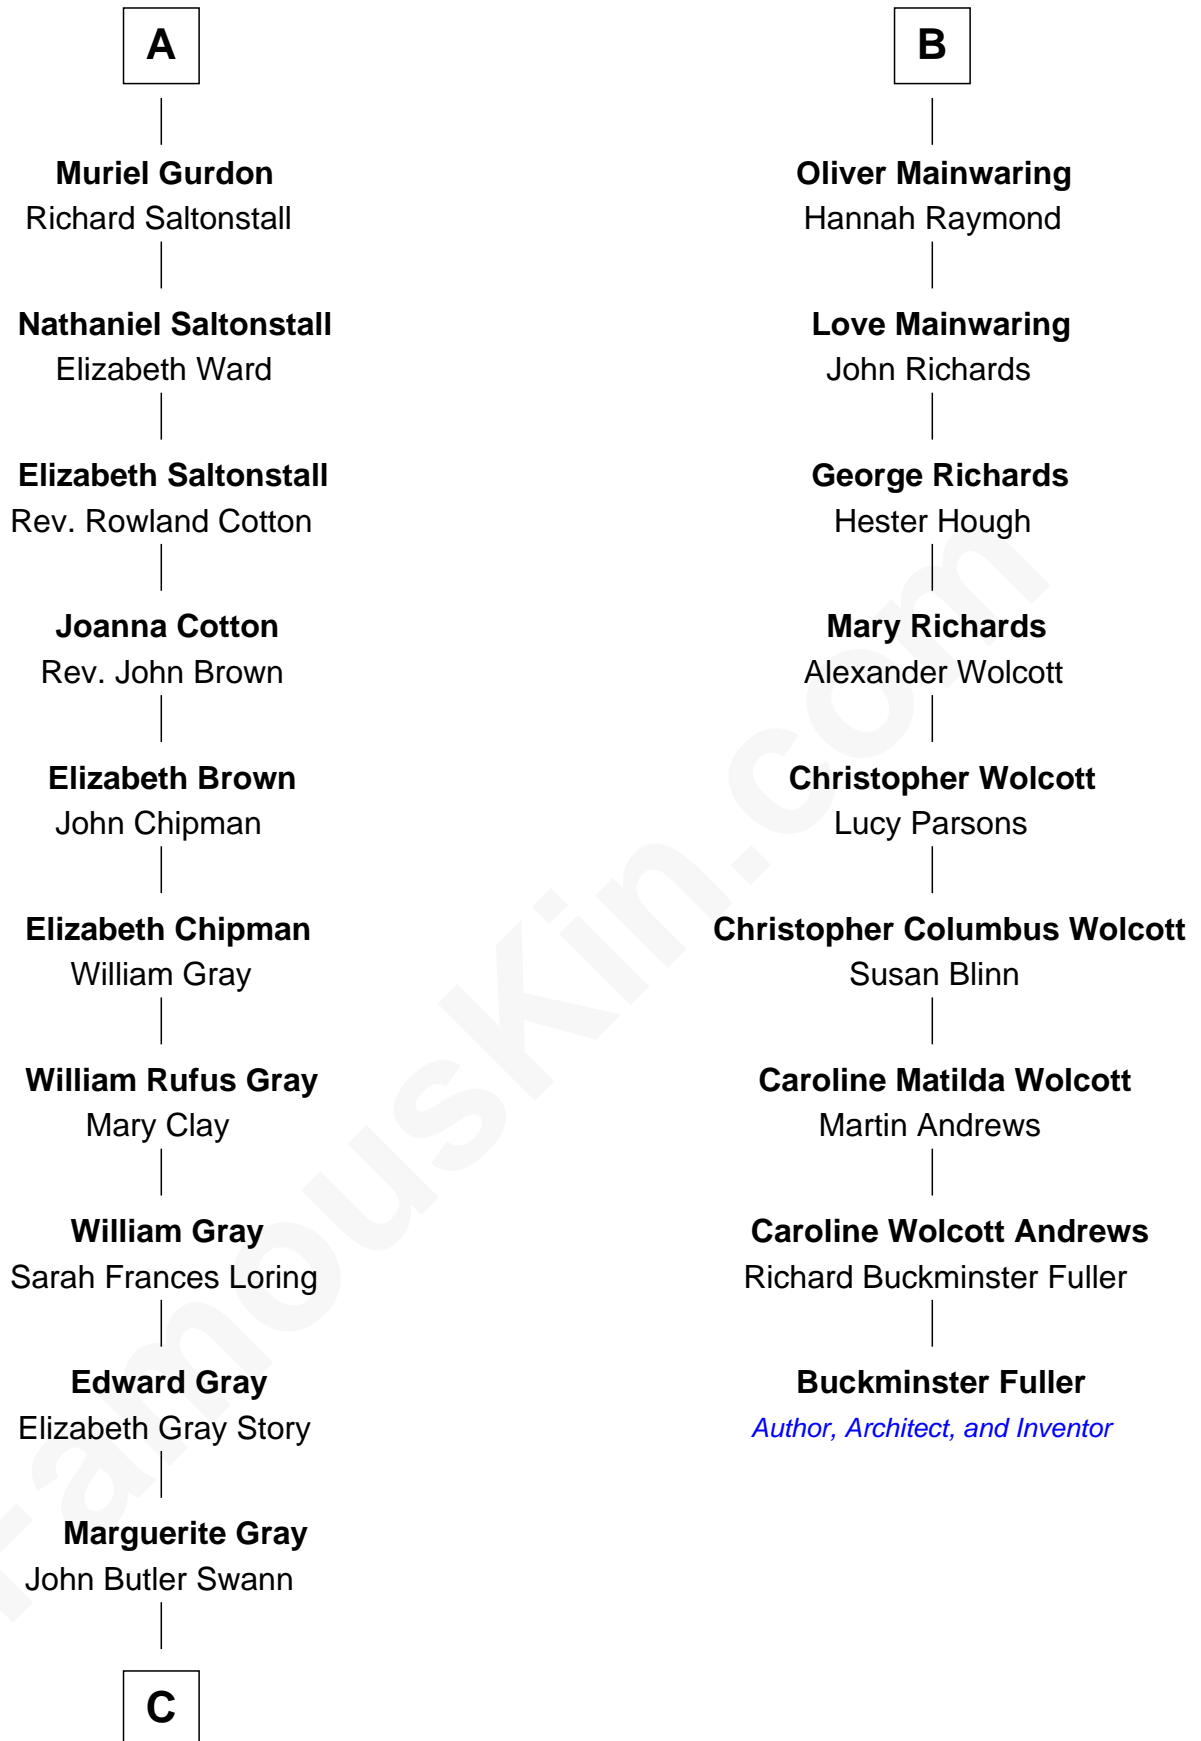 A
Muriel Gurdon
Richard Saltonstall
Nathaniel Saltonstall
Elizabeth Ward
Elizabeth Saltonstall
Rev. Rowland Cotton
Joanna Cotton
Rev. John Brown
Elizabeth Brown
John Chipman
Elizabeth Chipman
William Gray
William Rufus Gray
Mary Clay
William Gray
Sarah Frances Loring
Edward Gray
Elizabeth Gray Story
Marguerite Gray
John Butler Swann
C
B
Oliver Mainwaring
Hannah Raymond
Love Mainwaring
John Richards
George Richards
Hester Hough
Mary Richards
Alexander Wolcott
Christopher Wolcott
Lucy Parsons
Christopher Columbus Wolcott
Susan Blinn
Caroline Matilda Wolcott
Martin Andrews
Caroline Wolcott Andrews
Richard Buckminster Fuller
Buckminster Fuller
Author, Architect, and Inventor
FamousKin.com